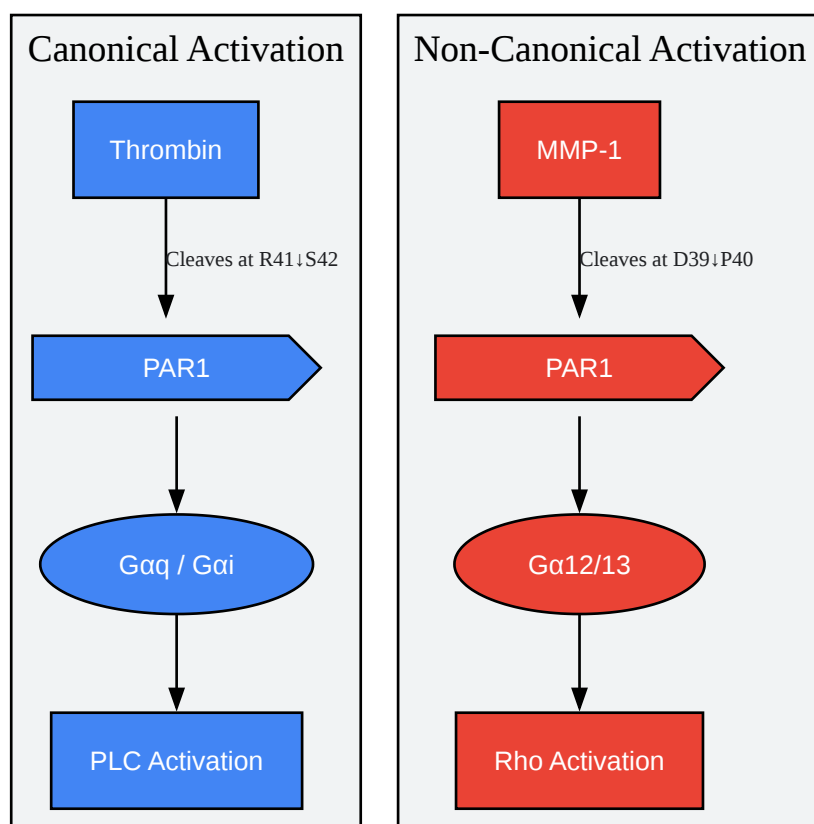 Canonical Activation
Thrombin
Cleaves at R41↓S42
PAR1
Gαq / Gαi
PLC Activation
Non-Canonical Activation
MMP-1
Cleaves at D39↓P40
PAR1
Gα12/13
Rho Activation